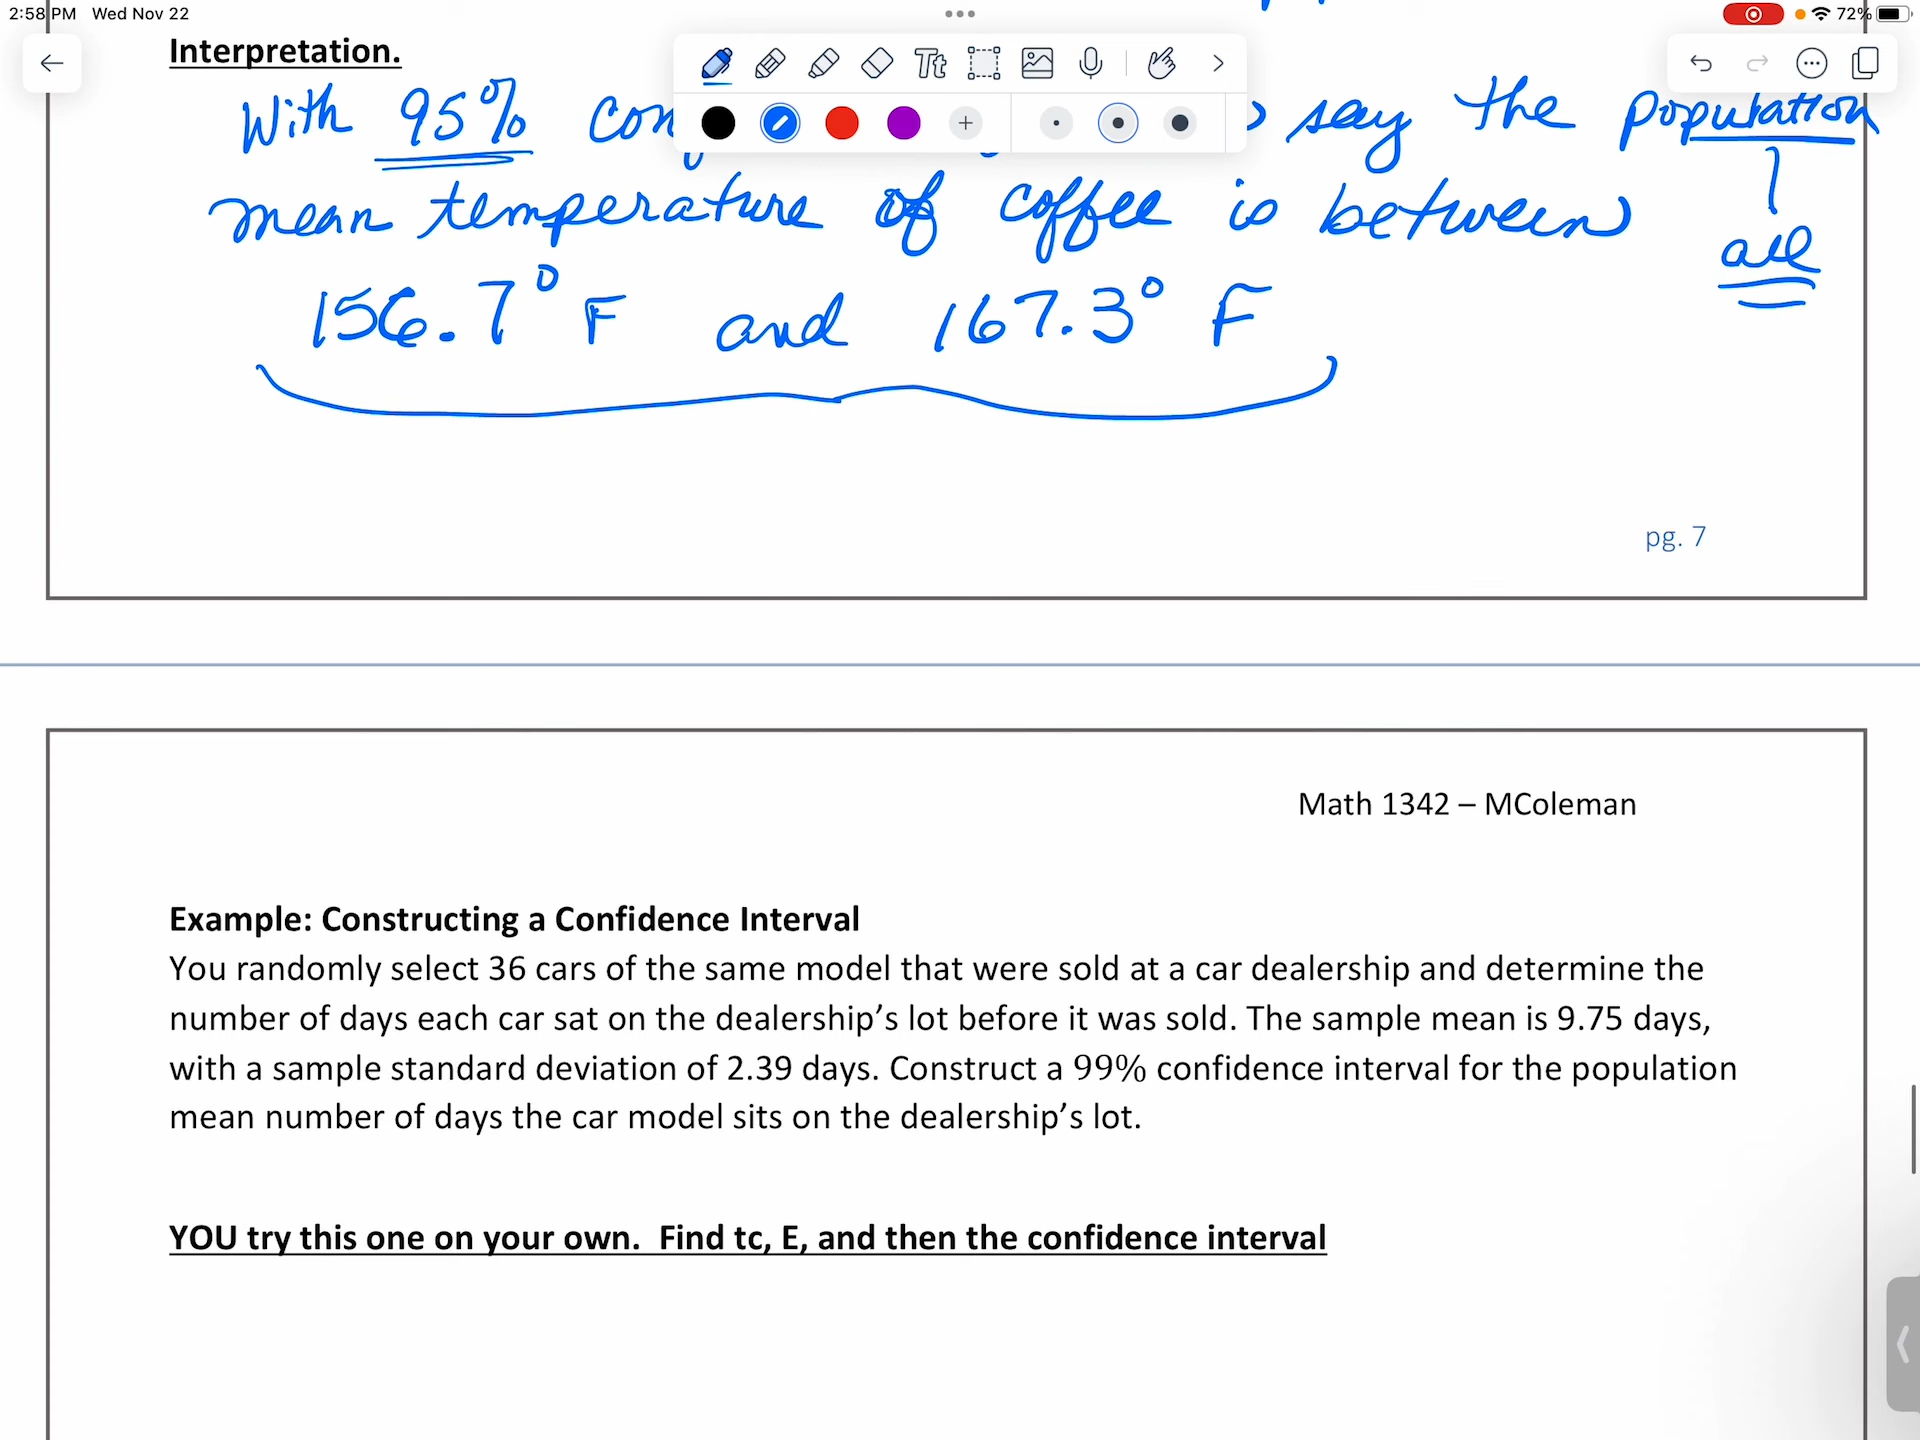 2:58 PM Wed Nov 22
72%
Interpretation.
Tt
With 95% con say the population
mean temperature of coffee is between
all
156.7° F and 167.3° F
pg. 7
Math 1342 – MColeman
Example: Constructing a Confidence Interval
You randomly select 36 cars of the same model that were sold at a car dealership and determine the
number of days each car sat on the dealership’s lot before it was sold. The sample mean is 9.75 days,
with a sample standard deviation of 2.39 days. Construct a 99% confidence interval for the population
mean number of days the car model sits on the dealership’s lot.
YOU try this one on your own. Find tc, E, and then the confidence interval